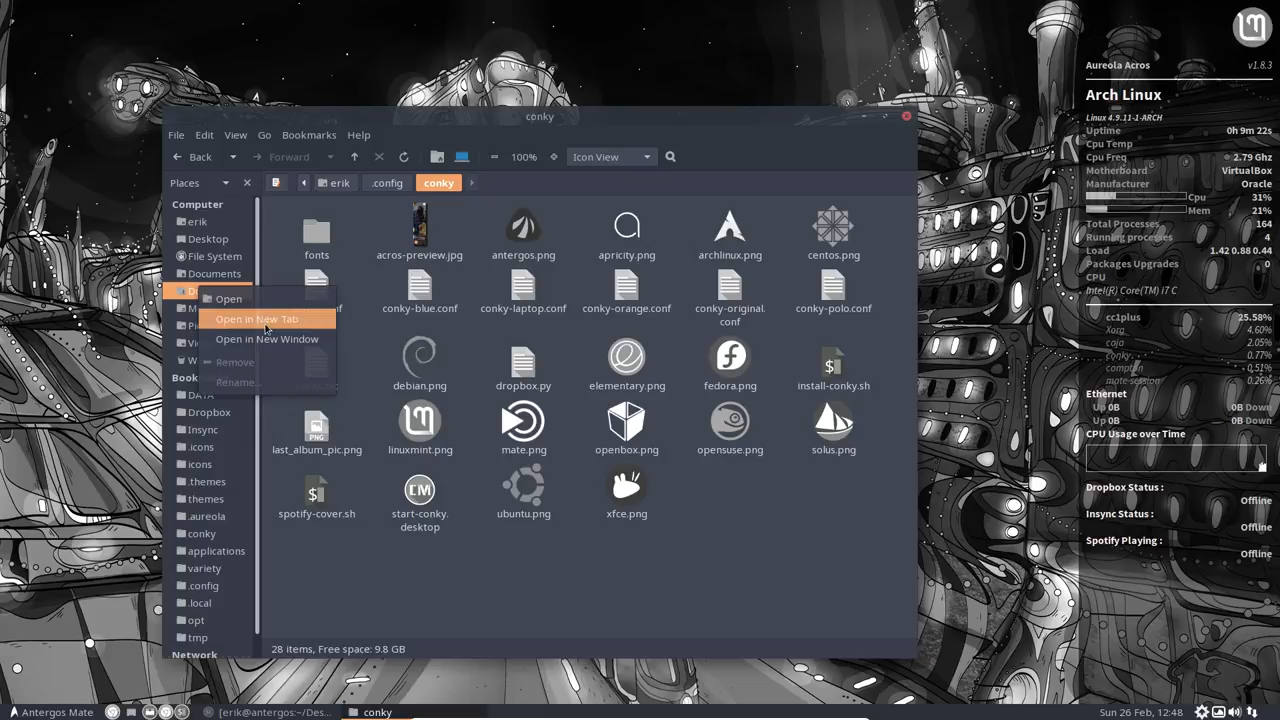 conky
File Edit View Go Bookmarks Help
Back Forward 100% Icon View
Places erik .config conky
Computer
erik
Desktop
File System
Documents
Open
Open in New Tab
Open in New Window
Remove
Rename...
DATA
Dropbox
Insync
.icons
icons
.themes
themes
.aureola
conky
applications
variety
.config
.local
opt
tmp
Network
fonts
acros-preview.jpg
antergos.png
apricity.png
archlinux.png
centos.png
conky-blue.conf
conky-laptop.conf
conky-orange.conf
conky-original.
conf
conky-polo.conf
debian.png
dropbox.py
elementary.png
fedora.png
install-conky.sh
PNG
last_album_pic.png
linuxmint.png
mate.png
openbox.png
opensuse.png
solus.png
spotify-cover.sh
start-conky.
desktop
ubuntu.png
xfce.png
28 items, Free space: 9.8 GB
Aureola Acros v1.8.3
Arch Linux
Linux 4.9.11-1-ARCH
Uptime 0h 9m 22s
Cpu Temp
Cpu Freq @ 2.79 Ghz
Motherboard VirtualBox
Manufacturer Oracle
Cpu 31%
Mem 21%
Total Processes 164
Running processes 4
Load 1.42 0.88 0.44
Packages Upgrades 0
CPU
Intel(R) Core(TM) i7 C
cc1plus 25.58%
Xorg 4.60%
caja 2.05%
conky 0.77%
compton 0.51%
mate-session 0.26%
Ethernet
Up 0B 0B Down
Up 0B 0B Down
CPU Usage over Time
Dropbox Status :
Offline
Insync Status :
Offline
Spotify Playing :
Offline
Antergos Mate [erik@antergos:~/Des... conky Sun 26 Feb, 12:48